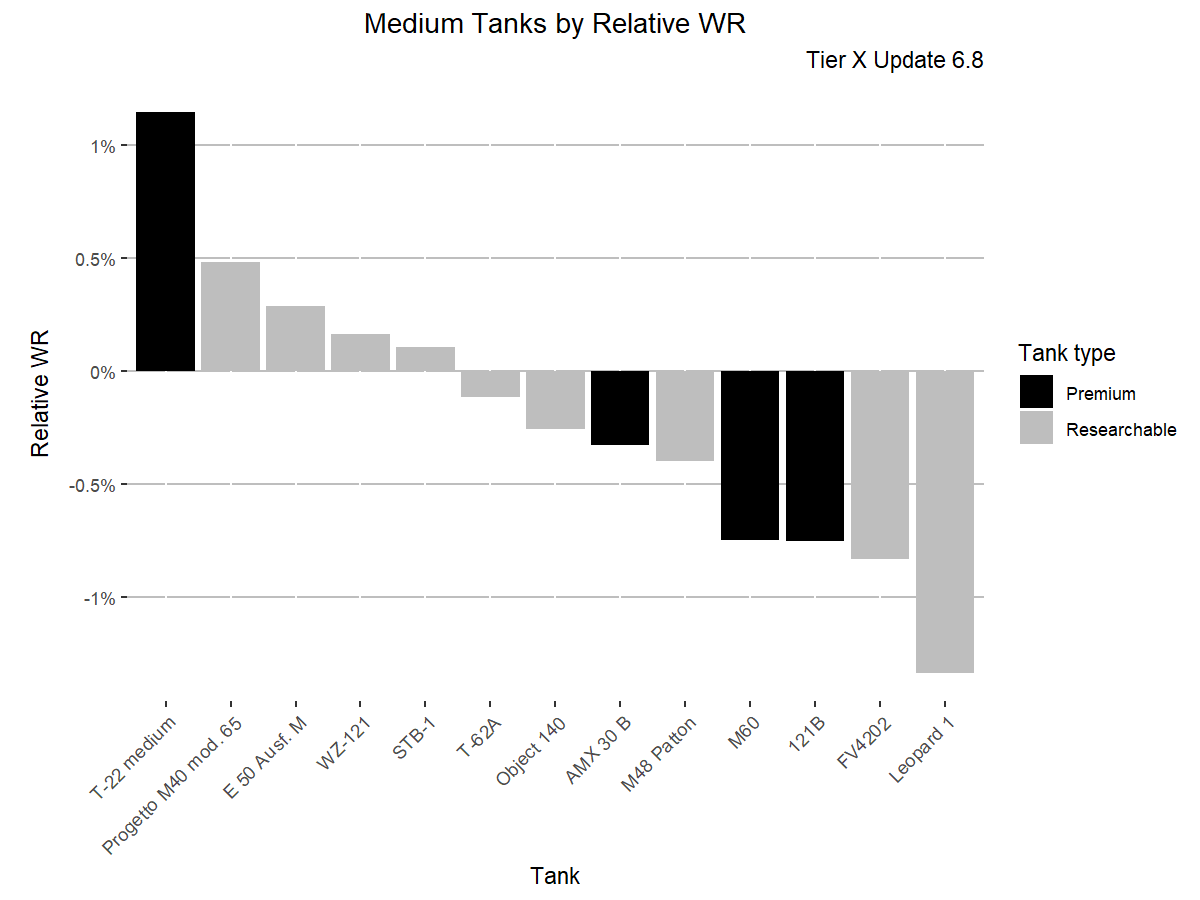 Medium Tanks by Relative WR
Tier X Update 6.8
Relative WR
1%
0.5%
0%
-0.5%
-1%
T-22 medium
Progetto M40 mod. 65
E 50 Ausf. M
WZ-121
STB-1
T-62A
Object 140
AMX 30 B
M48 Patton
M60
121B
FV4202
Leopard 1
Tank
Tank type
Premium
Researchable